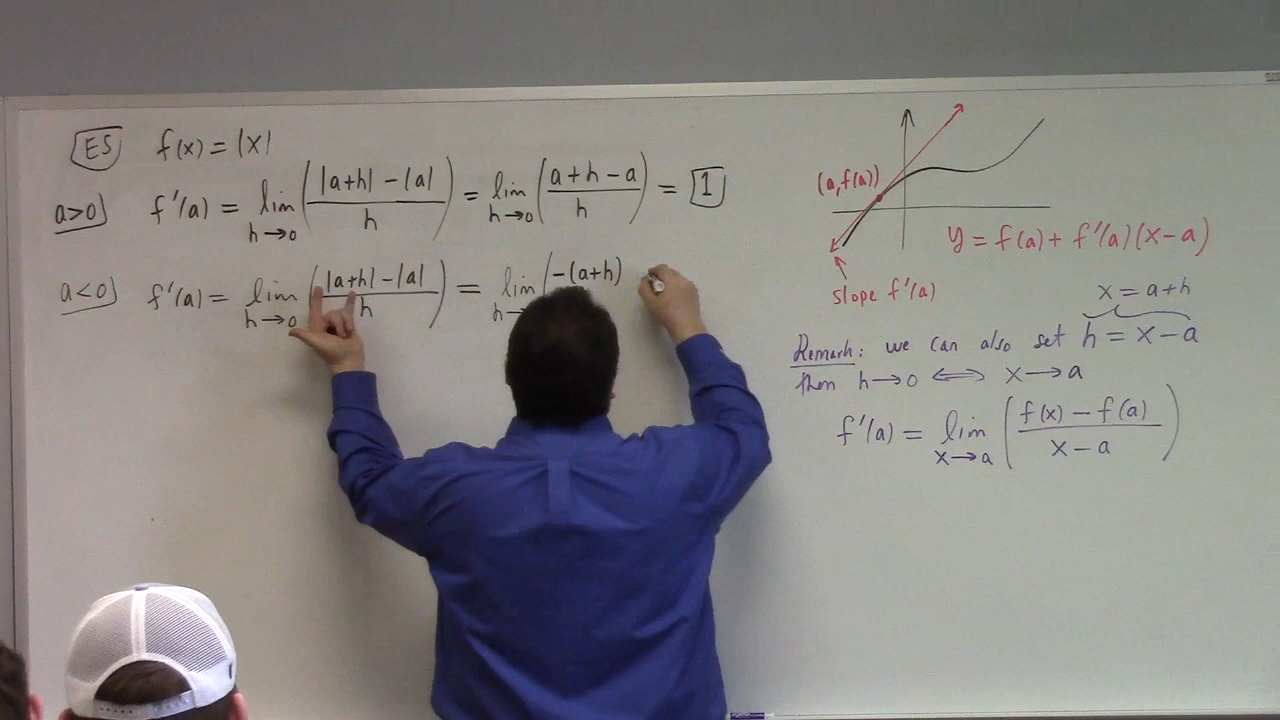 E5 f(x) = |x|
a>0) f'(a) = lim h→0 (|a+h| - |a| / h) = lim h→0 (a+h-a / h) = 1
a<0) f'(a) = lim h→0 (|a+h| - |a| / h) = lim h→ (-(a+h)
(a, f(a))
y = f(a) + f'(a)(x-a)
slope f'(a)
x = a+h
Remark: we can also set h = x-a
then h→0 ⟺ x→a
f'(a) = lim x→a (f(x) - f(a) / x-a)